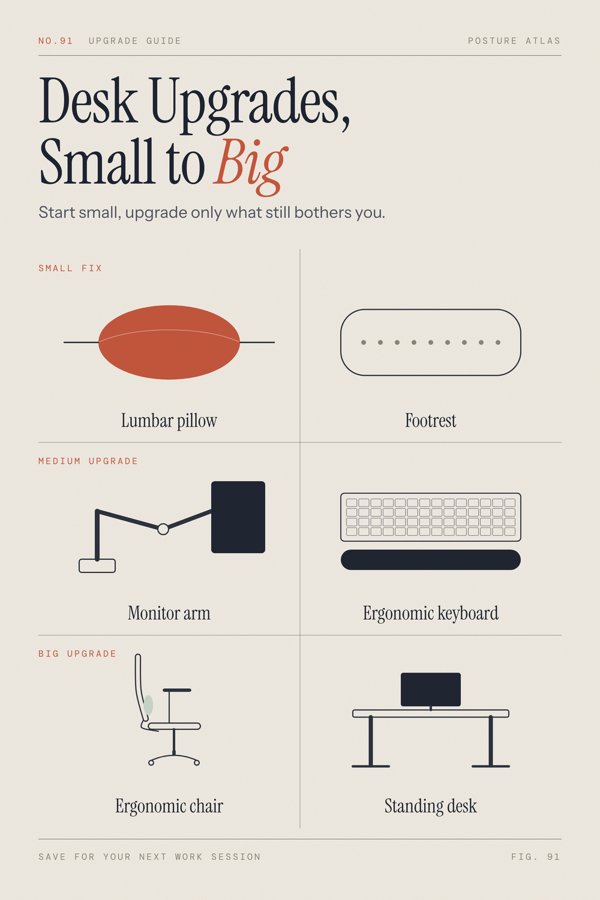 NO.91 UPGRADE GUIDE
POSTURE ATLAS
Desk Upgrades,
Small to Big
Start small, upgrade only what still bothers you.
SMALL FIX
Lumbar pillow
Footrest
MEDIUM UPGRADE
Monitor arm
Ergonomic keyboard
BIG UPGRADE
Ergonomic chair
Standing desk
SAVE FOR YOUR NEXT WORK SESSION
FIG. 91